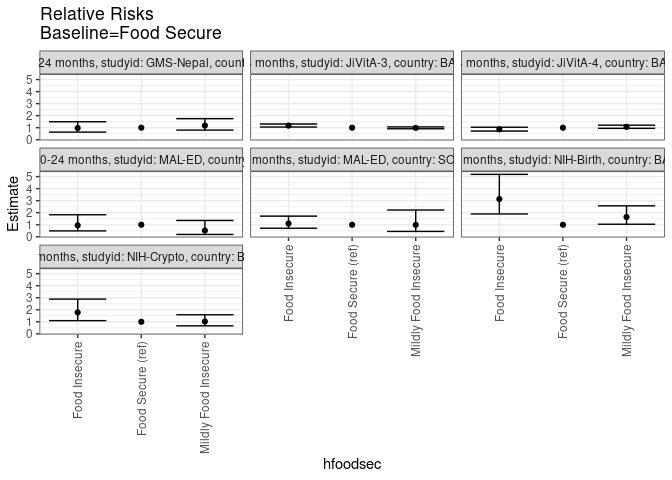 Relative Risks
Baseline=Food Secure
24 months, studyid: GMS-Nepal, count
months, studyid: JiVitA-3, country: BA
months, studyid: JiVitA-4, country: BA
5
4
3
2
1
0
0-24 months, studyid: MAL-ED, country
months, studyid: MAL-ED, country: SO
months, studyid: NIH-Birth, country: BA
5
4
3
2
1
0
Estimate
months, studyid: NIH-Crypto, country: B
5
4
3
2
1
0
Food Insecure
Food Secure (ref)
Mildly Food Insecure
Food Insecure
Food Secure (ref)
Mildly Food Insecure
Food Insecure
Food Secure (ref)
Mildly Food Insecure
hfoodsec